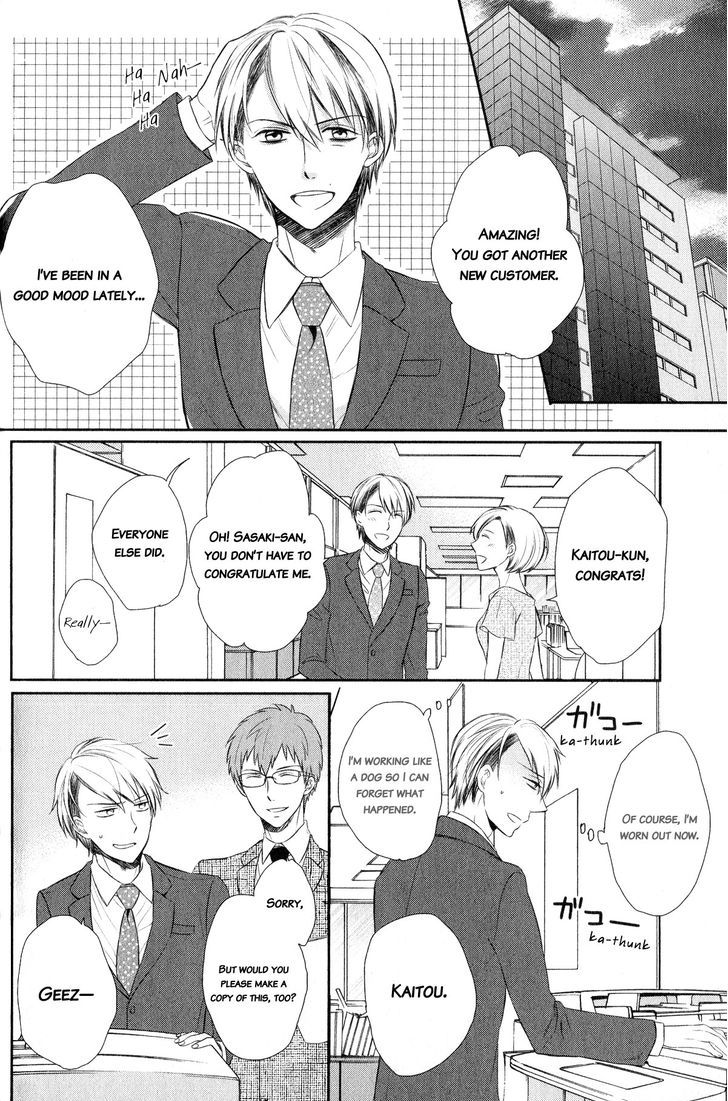 AMAZING!
YOU GOT ANOTHER
NEW CUSTOMER.
Nah—
Ha
Ha
Ha
I'VE BEEN IN A
GOOD MOOD LATELY...
KAITOU-KUN,
CONGRATS!
OH! SASAKI-SAN,
YOU DON'T HAVE TO
CONGRATULATE ME.
EVERYONE
ELSE DID.
Really—
ガコー
ka-thunk
OF COURSE, I'M
WORN OUT NOW.
I'M WORKING LIKE
A DOG SO I CAN
FORGET WHAT
HAPPENED.
ガコー
ka-thunk
KAITOU.
SORRY,
BUT WOULD YOU
PLEASE MAKE A
COPY OF THIS, TOO?
GEEZ—